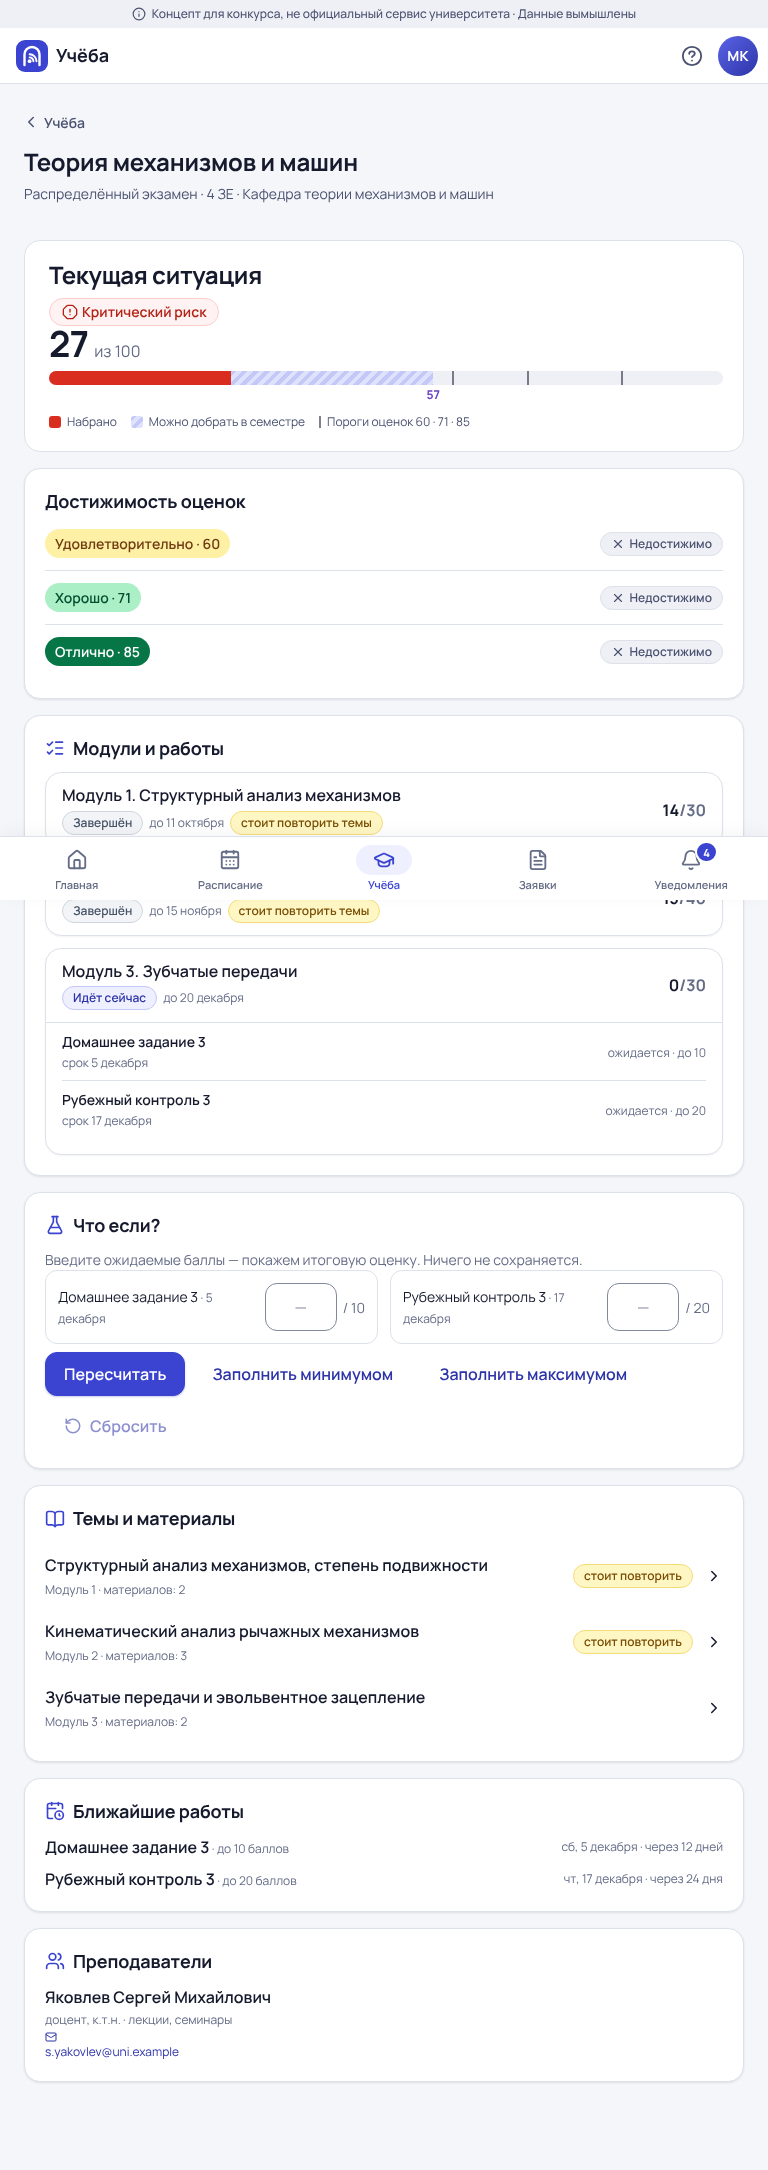 Концепт для конкурса, не официальный сервис университета · Данные вымышлены
Учёба
МК
Учёба
Теория механизмов и машин
Распределённый экзамен · 4 ЗЕ · Кафедра теории механизмов и машин
Текущая ситуация
Критический риск
27 из 100
57
Набрано
Можно добрать в семестре
Пороги оценок 60 · 71 · 85
Достижимость оценок
Удовлетворительно · 60
Недостижимо
Хорошо · 71
Недостижимо
Отлично · 85
Недостижимо
Модули и работы
Модуль 1. Структурный анализ механизмов
Завершён
до 11 октября
стоит повторить темы
14/30
Главная
Расписание
Учёба
Заявки
4
Уведомления
Завершён
до 15 ноября
стоит повторить темы
Модуль 3. Зубчатые передачи
Идёт сейчас
до 20 декабря
0/30
Домашнее задание 3
срок 5 декабря
ожидается · до 10
Рубежный контроль 3
срок 17 декабря
ожидается · до 20
Что если?
Введите ожидаемые баллы — покажем итоговую оценку. Ничего не сохраняется.
Домашнее задание 3 · 5
декабря
—
/ 10
Рубежный контроль 3 · 17
декабря
—
/ 20
Пересчитать
Заполнить минимумом
Заполнить максимумом
Сбросить
Темы и материалы
Структурный анализ механизмов, степень подвижности
Модуль 1 · материалов: 2
стоит повторить
Кинематический анализ рычажных механизмов
Модуль 2 · материалов: 3
стоит повторить
Зубчатые передачи и эвольвентное зацепление
Модуль 3 · материалов: 2
Ближайшие работы
Домашнее задание 3 · до 10 баллов
сб, 5 декабря · через 12 дней
Рубежный контроль 3 · до 20 баллов
чт, 17 декабря · через 24 дня
Преподаватели
Яковлев Сергей Михайлович
доцент, к.т.н. · лекции, семинары
s.yakovlev@uni.example